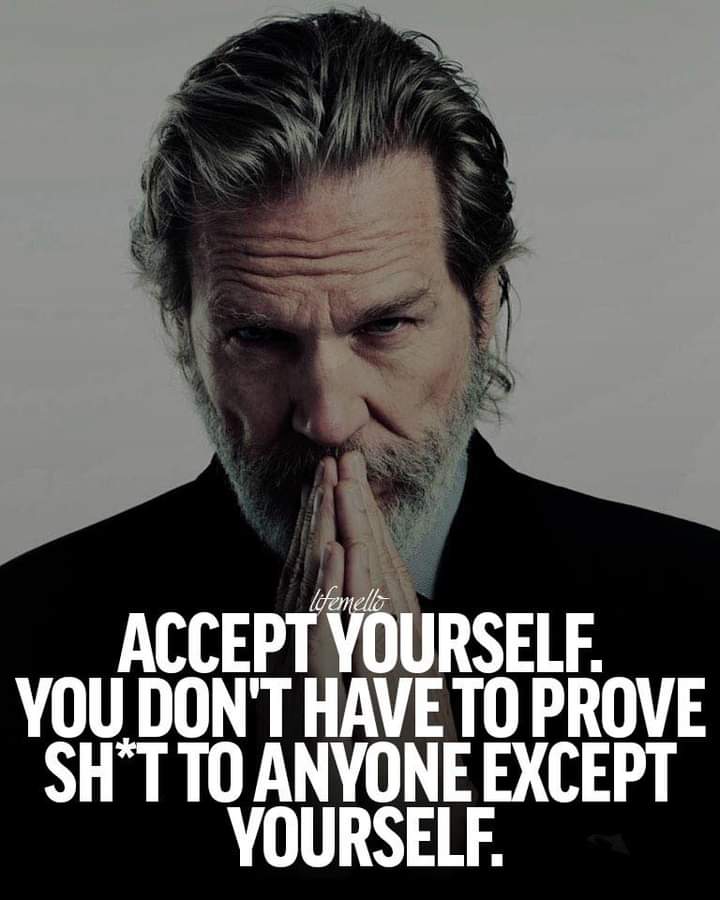 lifemello
ACCEPT YOURSELF.
YOU DON'T HAVE TO PROVE
SH*T TO ANYONE EXCEPT
YOURSELF.